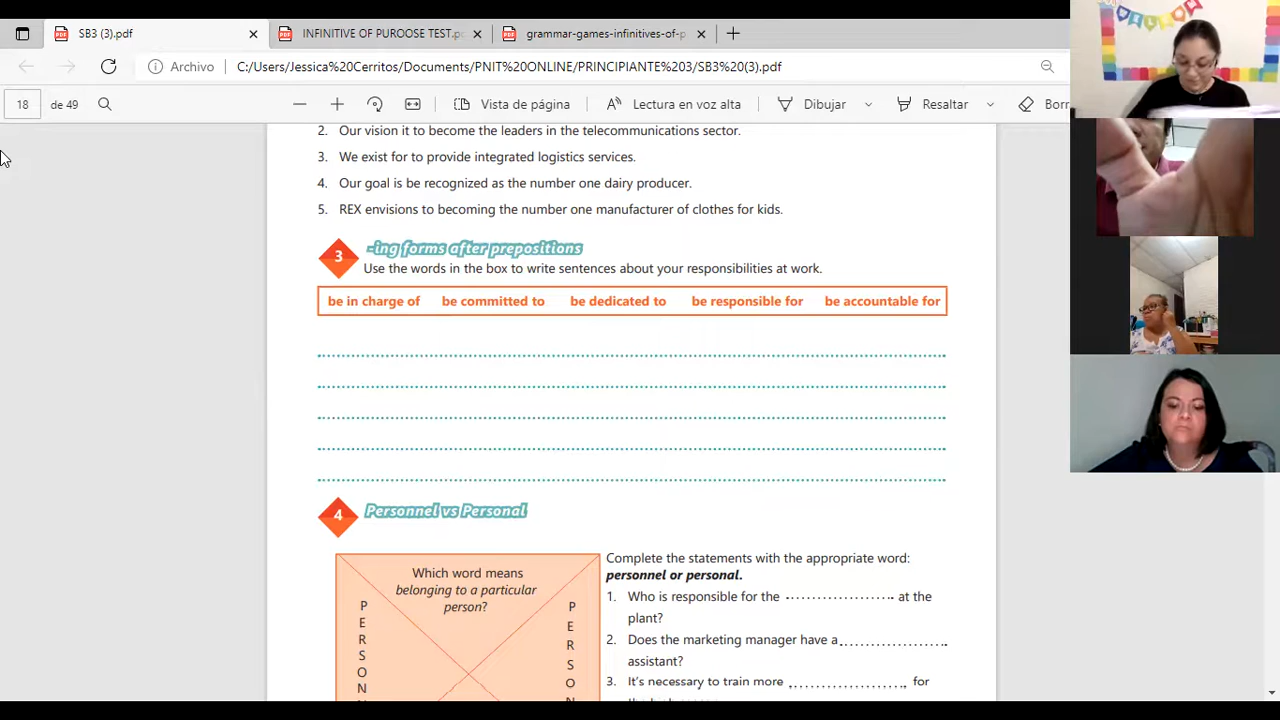 SB3 (3).pdf
INFINITIVE OF PUROOSE TEST.p
grammar-games-infinitives-of-p
Archivo
C:/Users/Jessica%20Cerritos/Documents/PNIT%20ONLINE/PRINCIPIANTE%203/SB3%20(3).pdf
18 de 49
Vista de página
Lectura en voz alta
Dibujar
Resaltar
Borr
2. Our vision it to become the leaders in the telecommunications sector.
3. We exist for to provide integrated logistics services.
4. Our goal is be recognized as the number one dairy producer.
5. REX envisions to becoming the number one manufacturer of clothes for kids.
3 -ing forms after prepositions
Use the words in the box to write sentences about your responsibilities at work.
be in charge of be committed to be dedicated to be responsible for be accountable for
4 Personnel vs Personal
Which word means
belonging to a particular
person?
P
E
R
S
O
N
P
E
R
S
O
Complete the statements with the appropriate word:
personnel or personal.
1. Who is responsible for the .................... at the
plant?
2. Does the marketing manager have a....................
assistant?
3. It's necessary to train more .................... for